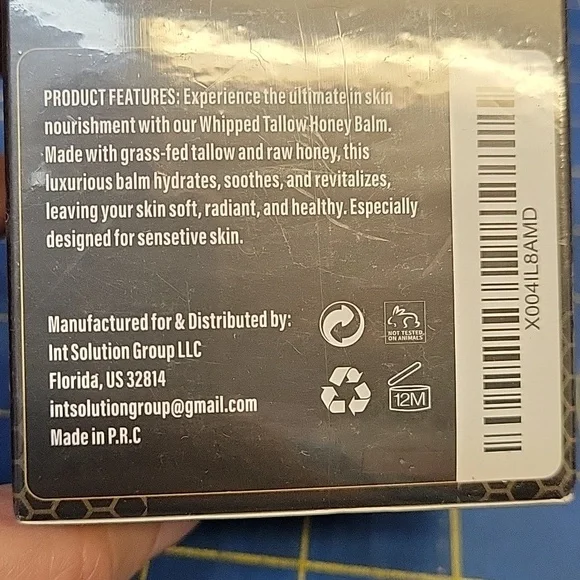 PRODUCT FEATURES: Experience the ultimate in skin
nourishment with our Whipped Tallow Honey Balm.
Made with grass-fed tallow and raw honey, this
luxurious balm hydrates, soothes, and revitalizes,
leaving your skin soft, radiant, and healthy. Especially
designed for sensetive skin.
Manufactured for & Distributed by:
Int Solution Group LLC
Florida, US 32814
intsolutiongroup@gmail.com
Made in P.R.C
NOT TESTED
ON ANIMALS
12M
X004IL8AMD